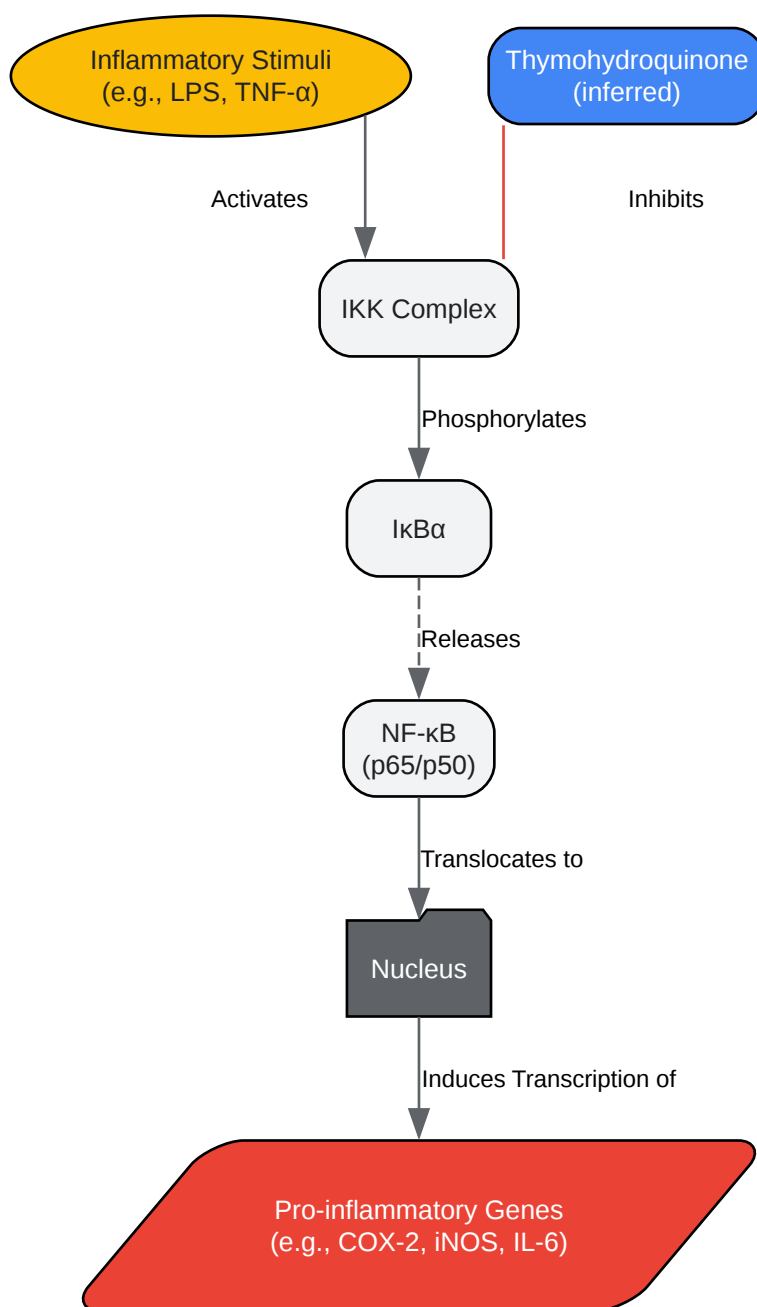 Inflammatory Stimuli
(e.g., LPS, TNF-α)
Thymohydroquinone
(inferred)
Activates
Inhibits
IKK Complex
Phosphorylates
IκBα
Releases
NF-κB
(p65/p50)
Translocates to
Nucleus
Induces Transcription of
Pro-inflammatory Genes
(e.g., COX-2, iNOS, IL-6)